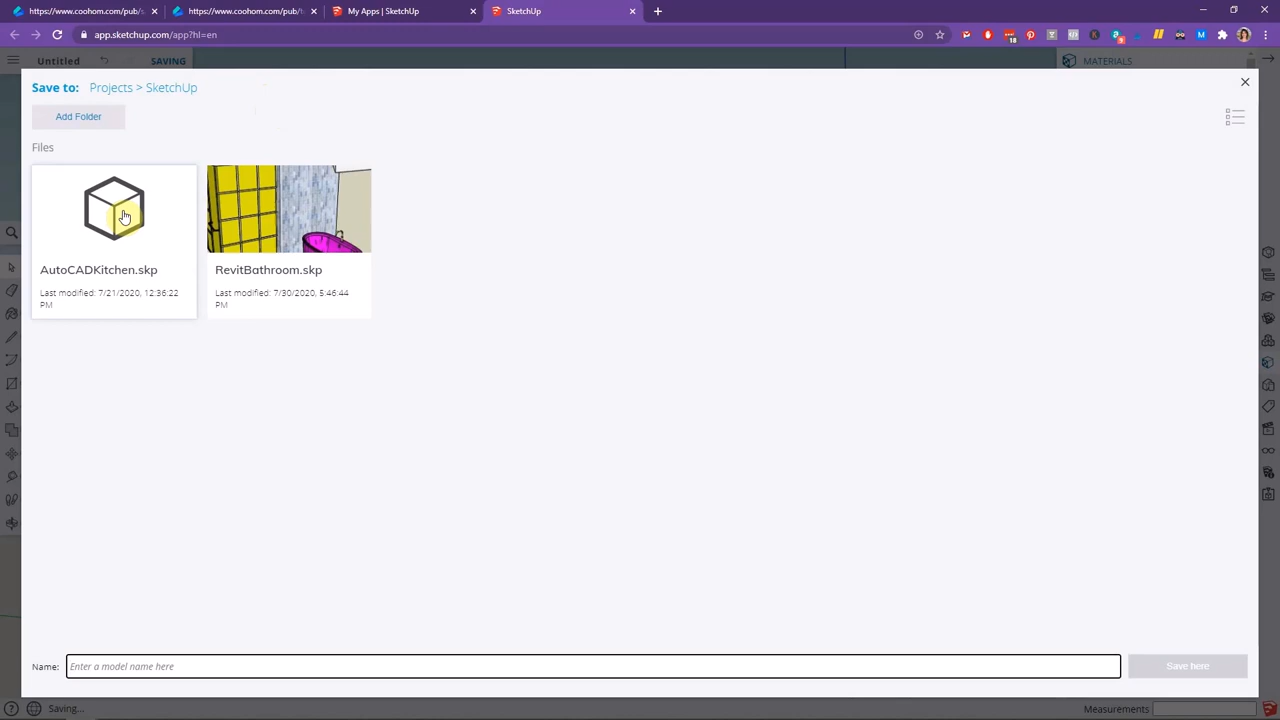 https://www.coohom.com/pub/s
https://www.coohom.com/pub/t
My Apps | SketchUp
SketchUp
app.sketchup.com/app?hl=en
Untitled
SAVING
MATERIALS
Save to: Projects > SketchUp
Add Folder
Files
AutoCADKitchen.skp
Last modified: 7/21/2020, 12:36:22
PM
RevitBathroom.skp
Last modified: 7/30/2020, 5:46:44
PM
Name:
Enter a model name here
Save here
Saving...
Measurements